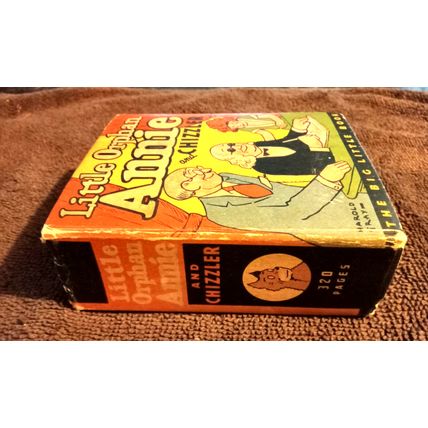 Little Orphan
Annie
and CHIZZLER
HAROLD
GRAY
THE BIG LITTLE BOOK
Little
Orphan
Annie
AND
CHIZZLER
320
PAGES